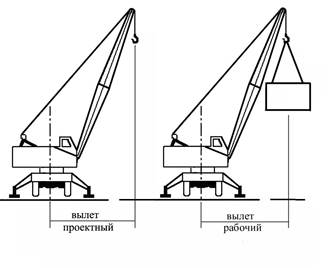 вылет
проектный
вылет
рабочий